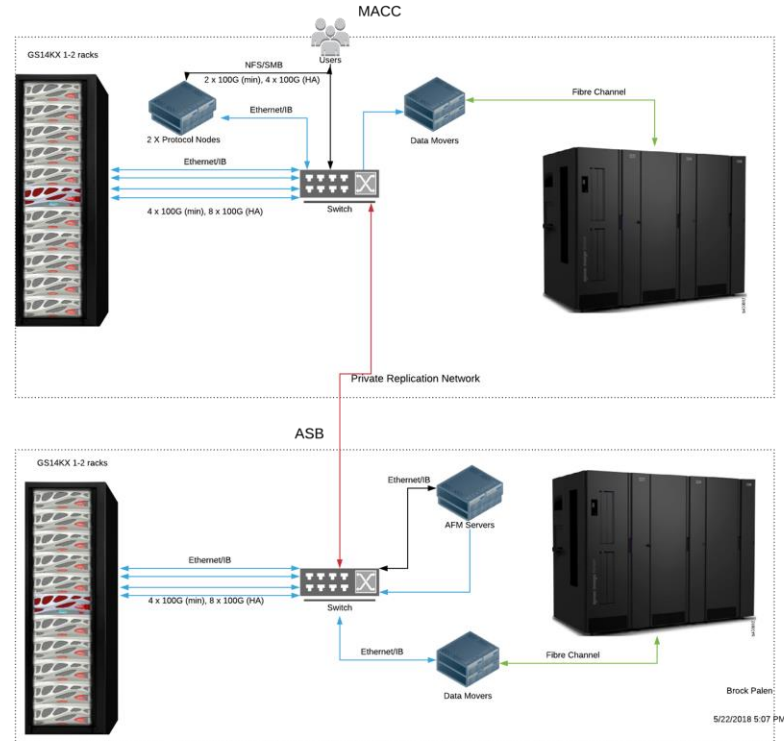 MACC
GS14KX 1-2 racks
Users
NFS/SMB
2 x 100G (min), 4 x 100G (HA)
Ethernet/IB
2 X Protocol Nodes
Data Movers
Fibre Channel
Ethernet/IB
4 x 100G (min), 8 x 100G (HA)
Switch
Private Replication Network
ASB
GS14KX 1-2 racks
Ethernet/IB
AFM Servers
Ethernet/IB
4 x 100G (min), 8 x 100G (HA)
Switch
Ethernet/IB
Data Movers
Fibre Channel
Brock Palen
5/22/2018 5:07 PM